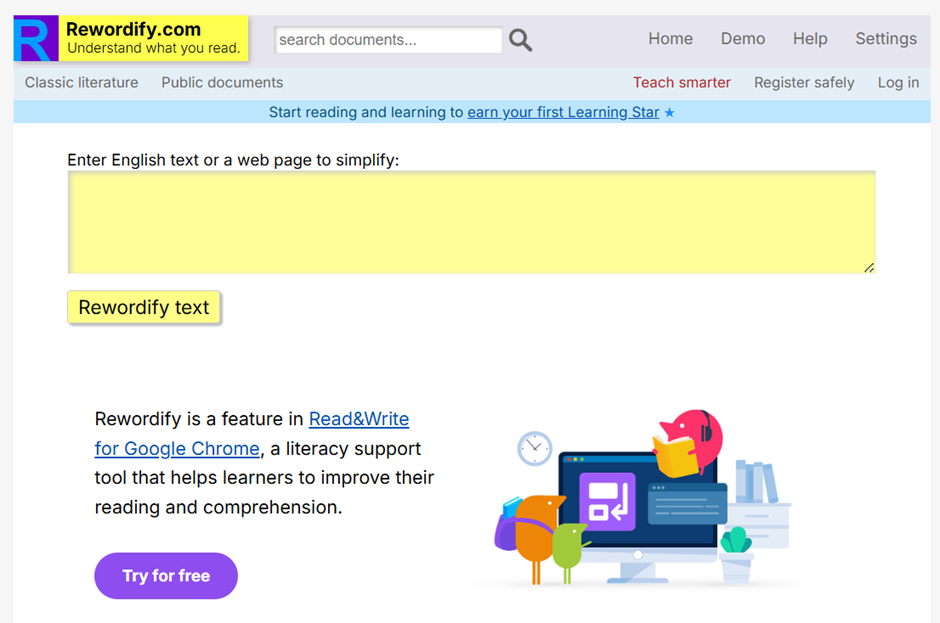 R
Rewordify.com
Understand what you read.
search documents...
Home Demo Help Settings
Classic literature Public documents
Teach smarter Register safely Log in
Start reading and learning to earn your first Learning Star ★
Enter English text or a web page to simplify:
Rewordify text
Rewordify is a feature in Read&Write
for Google Chrome, a literacy support
tool that helps learners to improve their
reading and comprehension.
Try for free